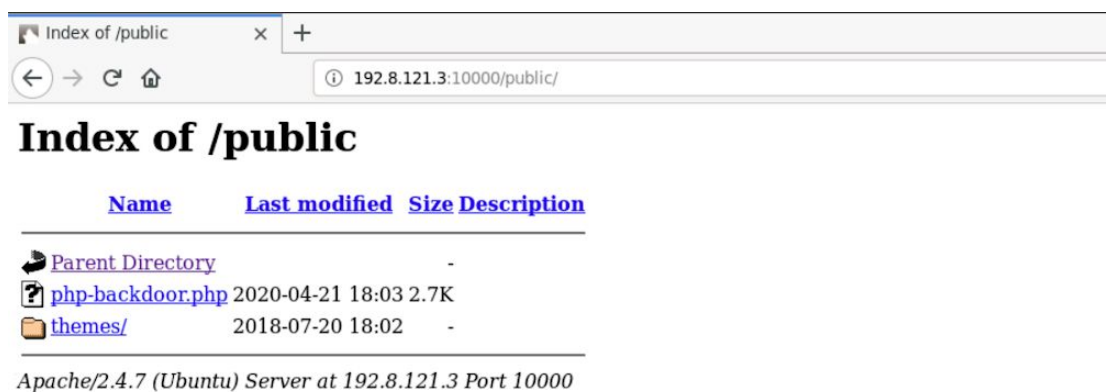 Index of /public
192.8.121.3:10000/public/
Index of /public
Name Last modified Size Description
Parent Directory -
php-backdoor.php 2020-04-21 18:03 2.7K
themes/ 2018-07-20 18:02 -
Apache/2.4.7 (Ubuntu) Server at 192.8.121.3 Port 10000